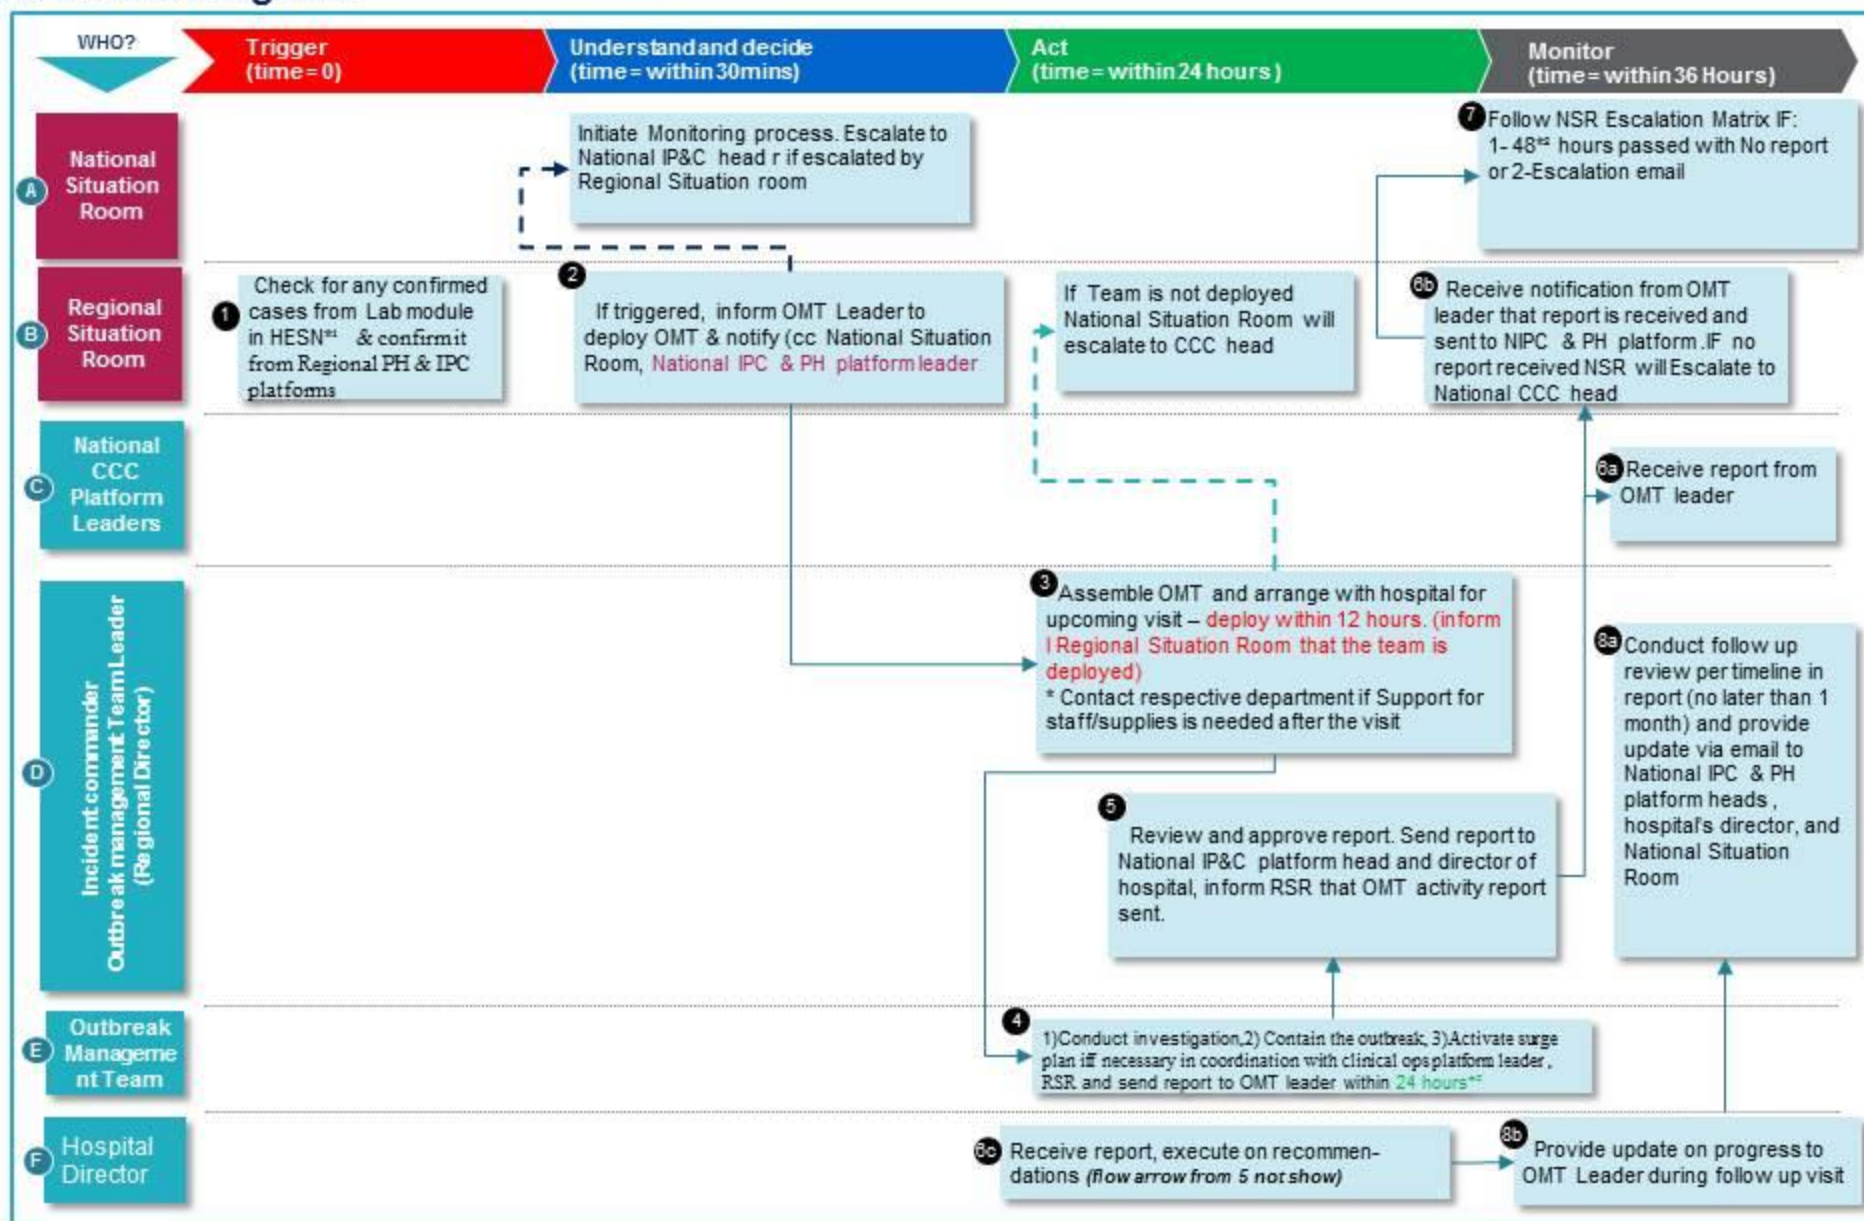 WHO?
Trigger
(time = 0)
Understand and decide
(time = within 30mins)
Act
(time = within 24 hours )
Monitor
(time = within 36 Hours)
A
National
Situation
Room
Initiate Monitoring process. Escalate to
National IP&C head r if escalated by
Regional Situation room
7
Follow NSR Escalation Matrix IF:
1- 48*² hours passed with No report
or 2-Escalation email
B
Regional
Situation
Room
1
Check for any confirmed
cases from Lab module
in HESN*¹ & confirm it
from Regional PH & IPC
platforms
2
If triggered, inform OMT Leader to
deploy OMT & notify (cc National Situation
Room, National IPC & PH platform leader
If Team is not deployed
National Situation Room will
escalate to CCC head
6b
Receive notification from OMT
leader that report is received and
sent to NIPC & PH platform .IF no
report received NSR will Escalate to
National CCC head
C
National
CCC
Platform
Leaders
6a
Receive report from
OMT leader
D
Incident commander
Outbreak management Team Leader
(Regional Director)
3
Assemble OMT and arrange with hospital for
upcoming visit – deploy within 12 hours. (inform
l Regional Situation Room that the team is
deployed)
* Contact respective department if Support for
staff/supplies is needed after the visit
5
Review and approve report. Send report to
National IP&C platform head and director of
hospital, inform RSR that OMT activity report
sent.
8a
Conduct follow up
review per timeline in
report (no later than 1
month) and provide
update via email to
National IPC & PH
platform heads ,
hospital's director, and
National Situation
Room
E
Outbreak
Manageme
nt Team
4
1)Conduct investigation,2) Contain the outbreak, 3)Activate surge
plan iff necessary in coordination with clinical ops platform leader ,
RSR and send report to OMT leader within 24 hours*²
F
Hospital
Director
6c
Receive report, execute on recommen-
dations (flow arrow from 5 not show)
8b
Provide update on progress to
OMT Leader during follow up visit